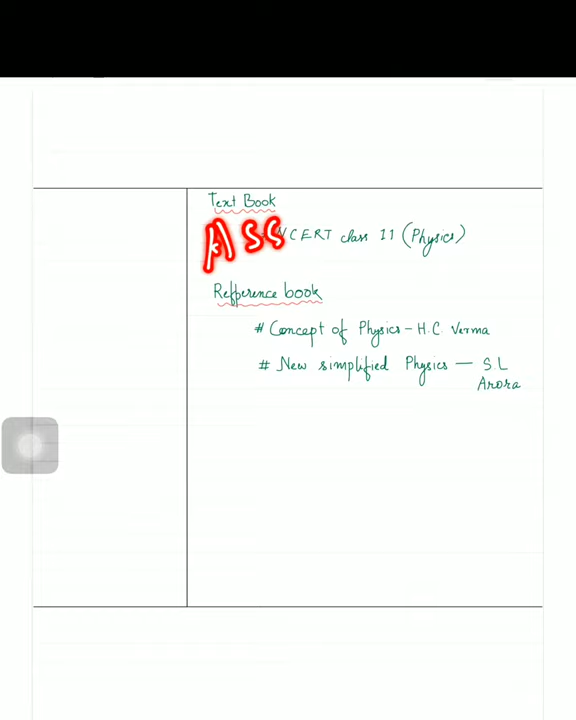 Text Book
ASS
NCERT class 11 (Physics)
Refference book
# Concept of Physics - H.C. Verma
# New simplified Physics — S.L
Arora